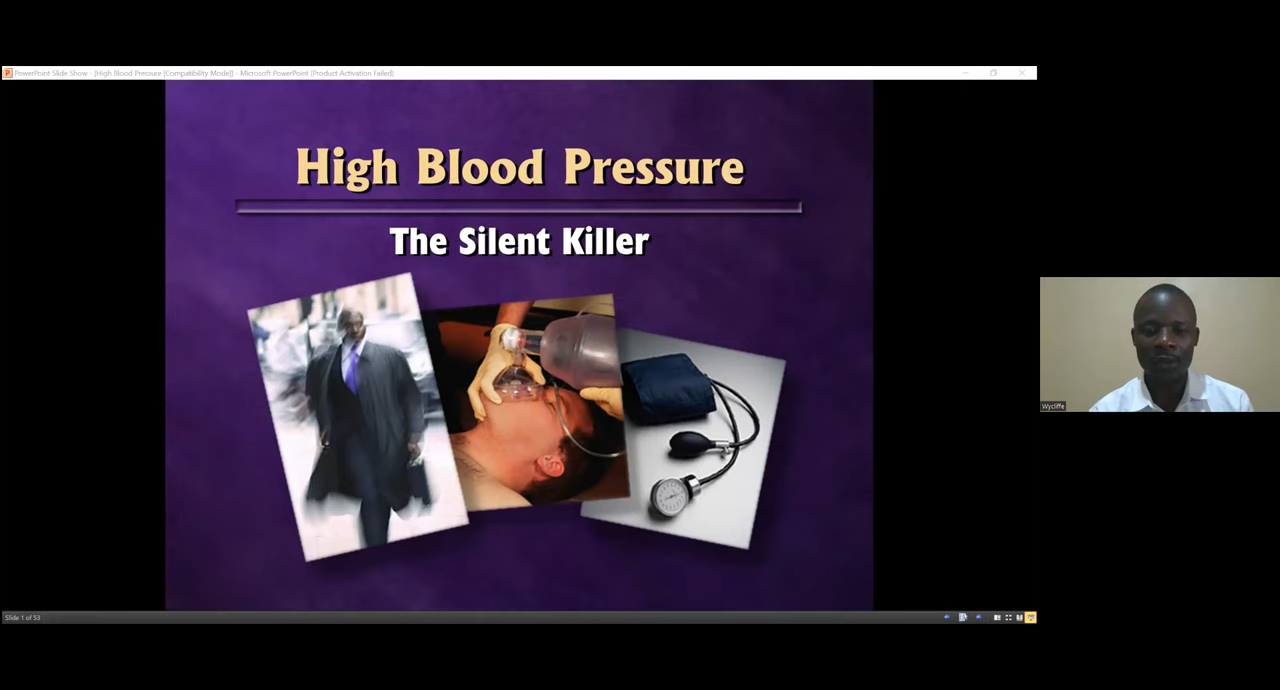 PowerPoint Slide Show - [High Blood Pressure [Compatibility Mode]] - Microsoft PowerPoint (Product Activation Failed)
High Blood Pressure
The Silent Killer
Wycliffe
Slide 1 of 53